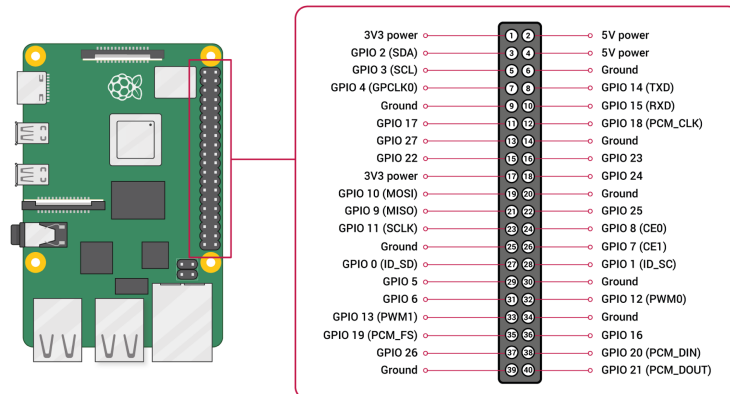 3V3 power 1 2 5V power
GPIO 2 (SDA) 3 4 5V power
GPIO 3 (SCL) 5 6 Ground
GPIO 4 (GPCLK0) 7 8 GPIO 14 (TXD)
Ground 9 10 GPIO 15 (RXD)
GPIO 17 11 12 GPIO 18 (PCM_CLK)
GPIO 27 13 14 Ground
GPIO 22 15 16 GPIO 23
3V3 power 17 18 GPIO 24
GPIO 10 (MOSI) 19 20 Ground
GPIO 9 (MISO) 21 22 GPIO 25
GPIO 11 (SCLK) 23 24 GPIO 8 (CE0)
Ground 25 26 GPIO 7 (CE1)
GPIO 0 (ID_SD) 27 28 GPIO 1 (ID_SC)
GPIO 5 29 30 Ground
GPIO 6 31 32 GPIO 12 (PWM0)
GPIO 13 (PWM1) 33 34 Ground
GPIO 19 (PCM_FS) 35 36 GPIO 16
GPIO 26 37 38 GPIO 20 (PCM_DIN)
Ground 39 40 GPIO 21 (PCM_DOUT)